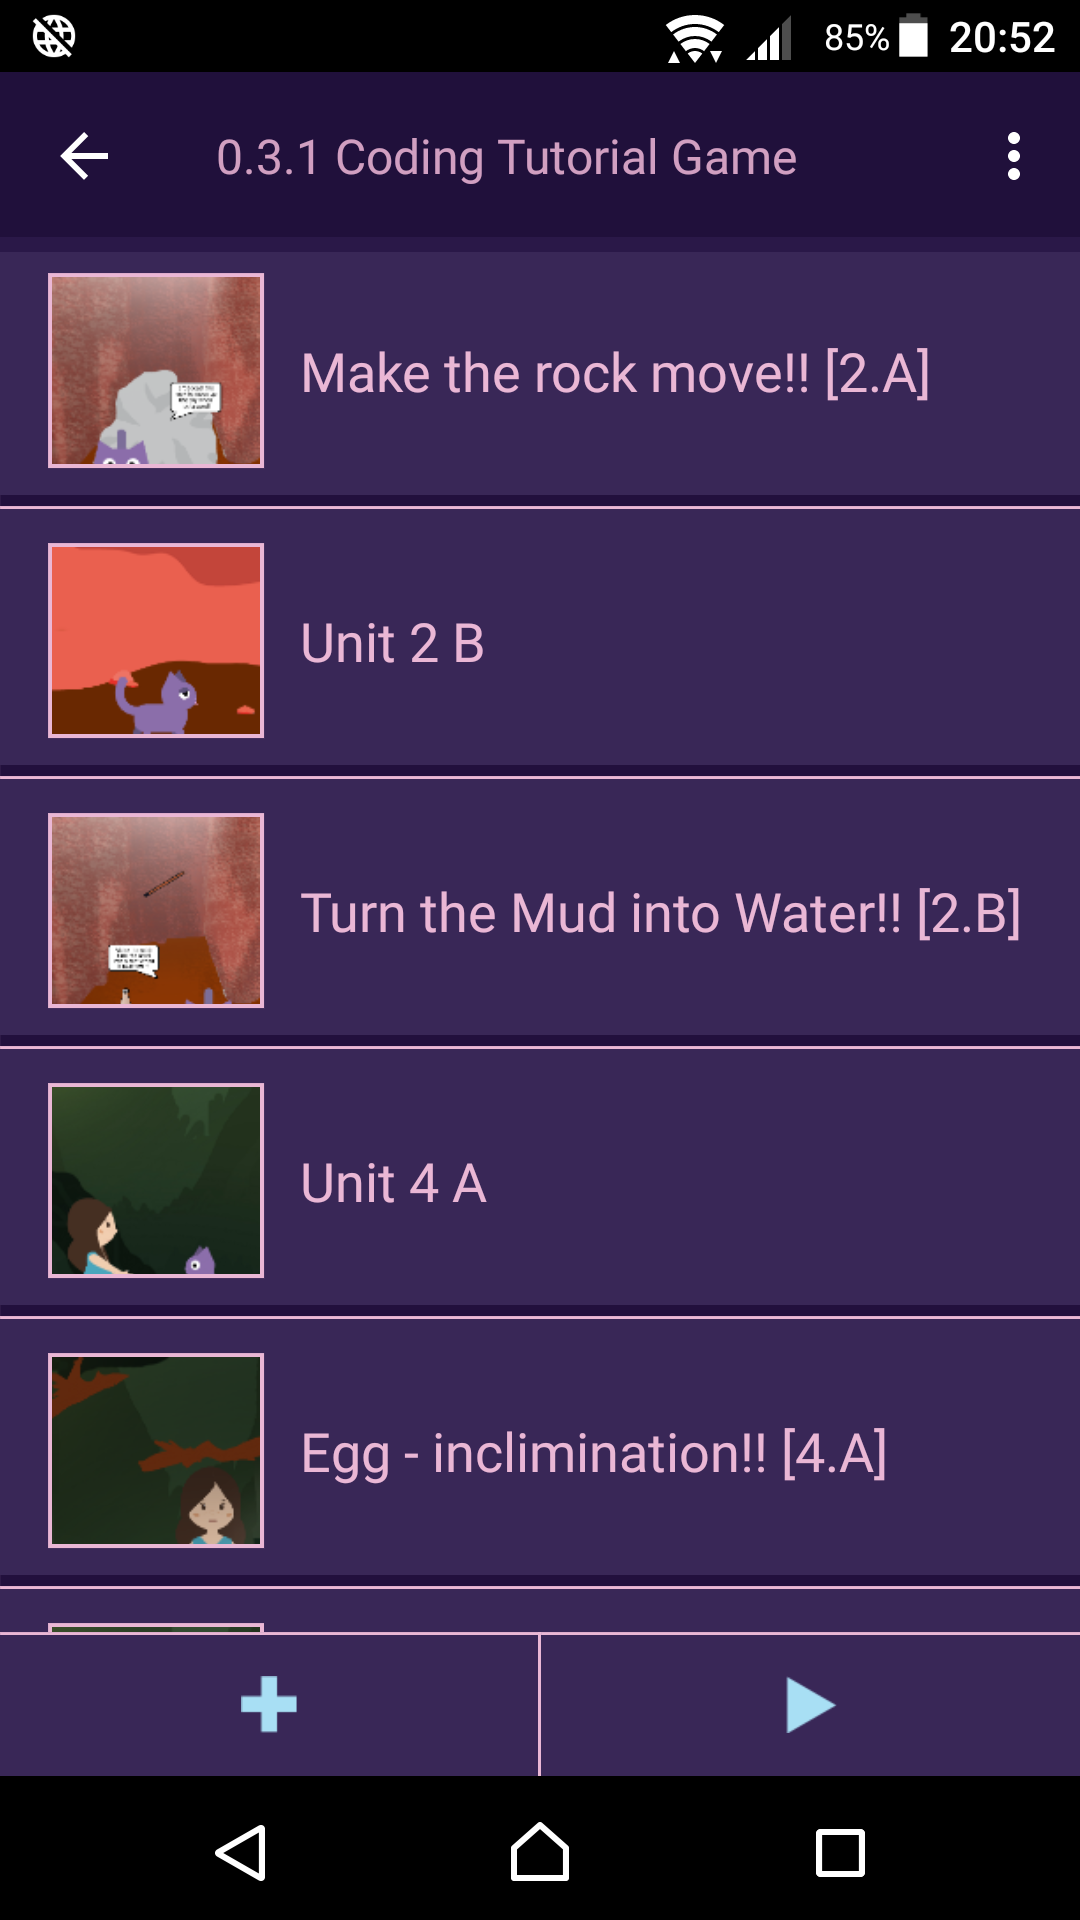 85% 20:52
0.3.1 Coding Tutorial Game
Make the rock move!! [2.A]
Unit 2 B
Turn the Mud into Water!! [2.B]
Unit 4 A
Egg - inclimination!! [4.A]